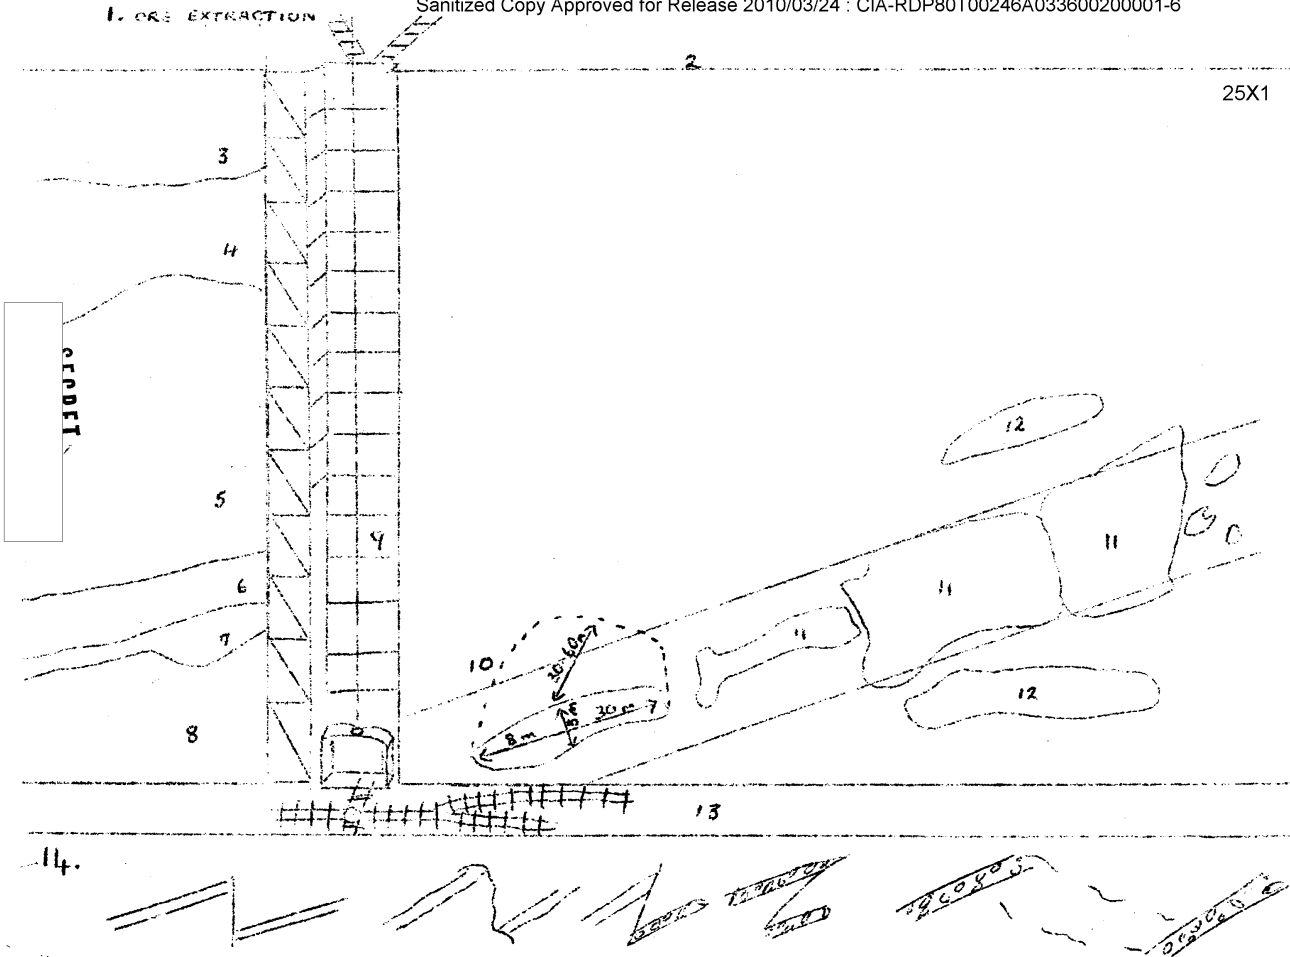 Sanitized Copy Approved for Release 2010/03/24 : CIA-RDP80T00246A033600200001-6
1. ORE EXTRACTION
2
25X1
3
4
SECRET
12
5
9
11
11
6
7
11
10
30-60m
12
30m
5m
8m
8
13
14.